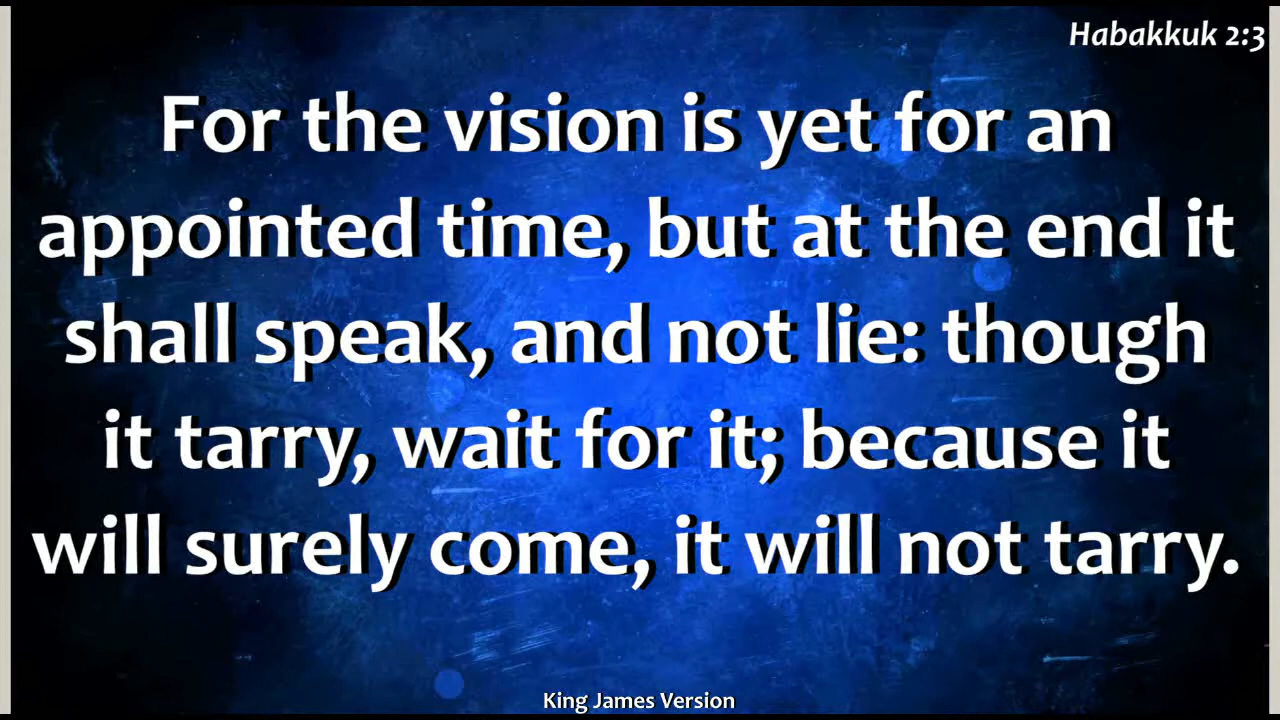 Habakkuk 2:3
For the vision is yet for an
appointed time, but at the end it
shall speak, and not lie: though
it tarry, wait for it; because it
will surely come, it will not tarry.
King James Version